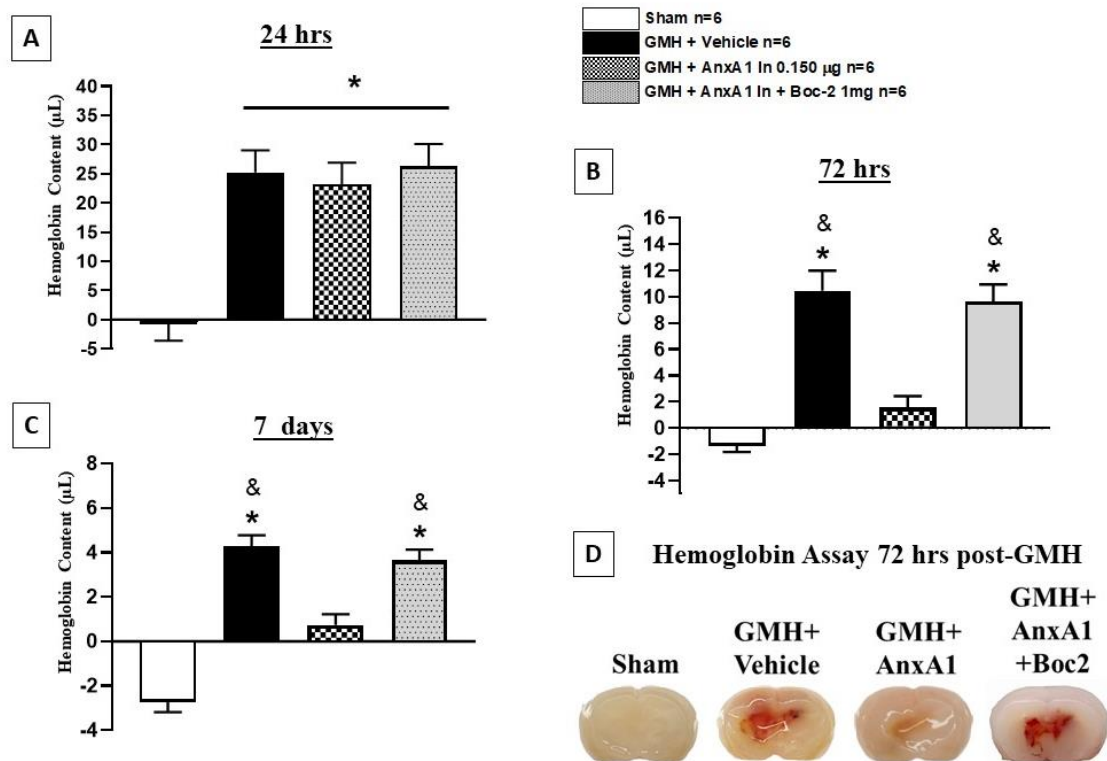 A
24 hrs
Hemoglobin Content (µL)
40
35
30
25
20
15
10
5
0
-5
*
Sham n=6
GMH + Vehicle n=6
GMH + AnxA1 In 0.150 µg n=6
GMH + AnxA1 In + Boc-2 1mg n=6
B
72 hrs
Hemoglobin Content (µL)
16
14
12
10
8
6
4
2
0
-2
-4
&
*
&
*
C
7 days
Hemoglobin Content (µL)
8
6
4
2
0
-2
-4
&
*
&
*
D
Hemoglobin Assay 72 hrs post-GMH
Sham
GMH+
Vehicle
GMH+
AnxA1
GMH+
AnxA1
+Boc2